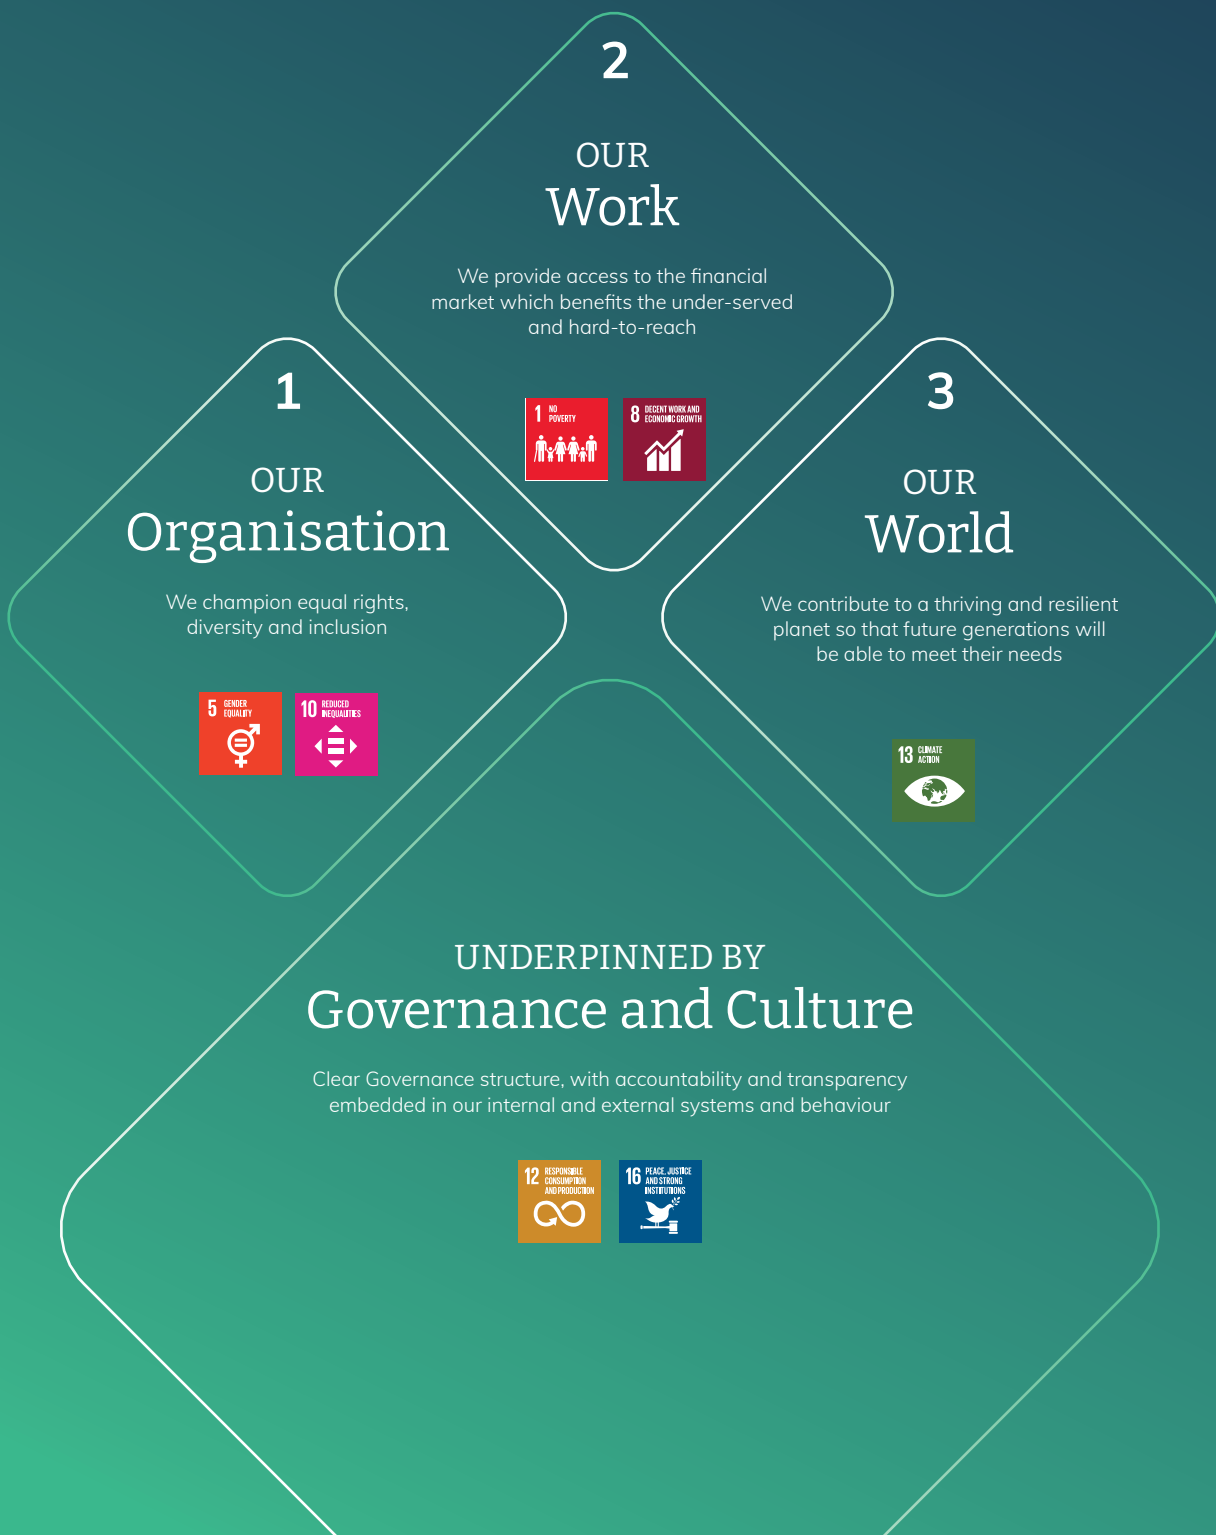 1
OUR
Organisation
We champion equal rights,
diversity and inclusion
5 GENDER
EQUALITY
10 REDUCED
INEQUALITIES
2
OUR
Work
We provide access to the financial
market which benefits the under-served
and hard-to-reach
1 NO
POVERTY
8 DECENT WORK AND
ECONOMIC GROWTH
3
OUR
World
We contribute to a thriving and resilient
planet so that future generations will
be able to meet their needs
13 CLIMATE
ACTION
UNDERPINNED BY
Governance and Culture
Clear Governance structure, with accountability and transparency
embedded in our internal and external systems and behaviour
12 RESPONSIBLE
CONSUMPTION
AND PRODUCTION
16 PEACE, JUSTICE
AND STRONG
INSTITUTIONS